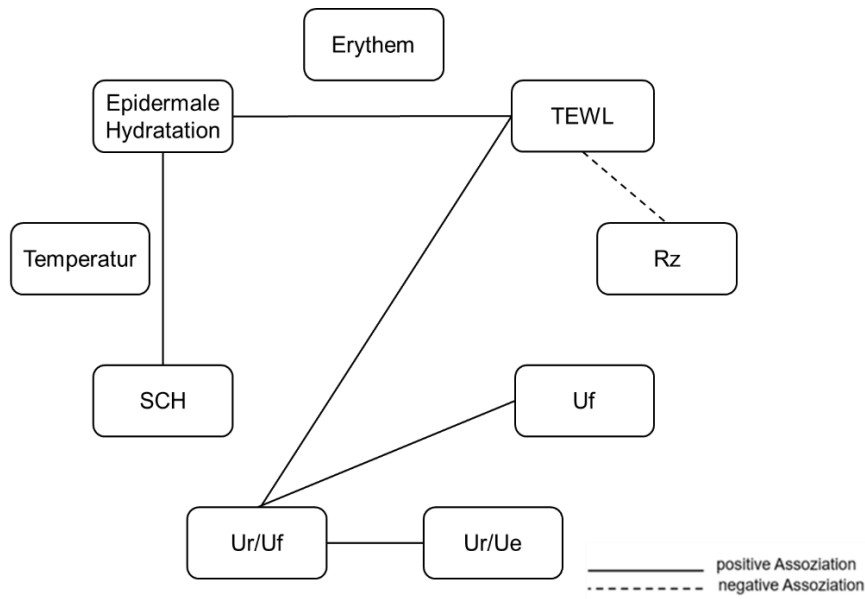 Erythem
Epidermale
Hydratation
TEWL
Temperatur
Rz
SCH
Uf
Ur/Uf
Ur/Ue
positive Assoziation
negative Assoziation